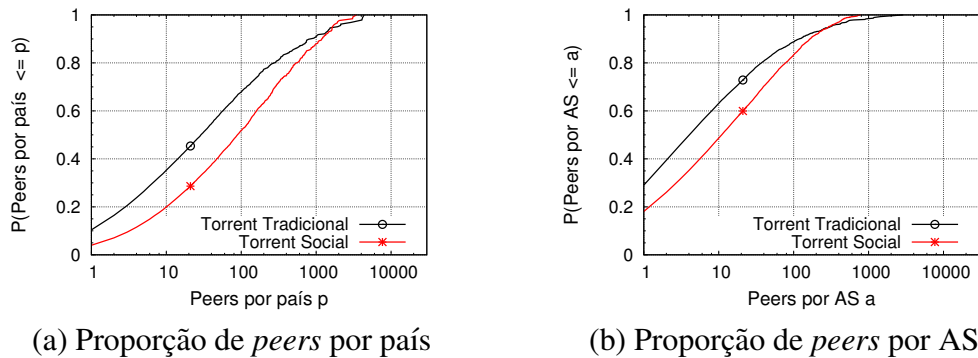 P(Peers por país <= p)
1
0.8
0.6
0.4
0.2
0
Torrent Tradicional
Torrent Social
1 10 100 1000 10000
Peers por país p
(a) Proporção de peers por país
P(Peers por AS <= a)
1
0.8
0.6
0.4
0.2
0
Torrent Tradicional
Torrent Social
1 10 100 1000 10000
Peers por AS a
(b) Proporção de peers por AS